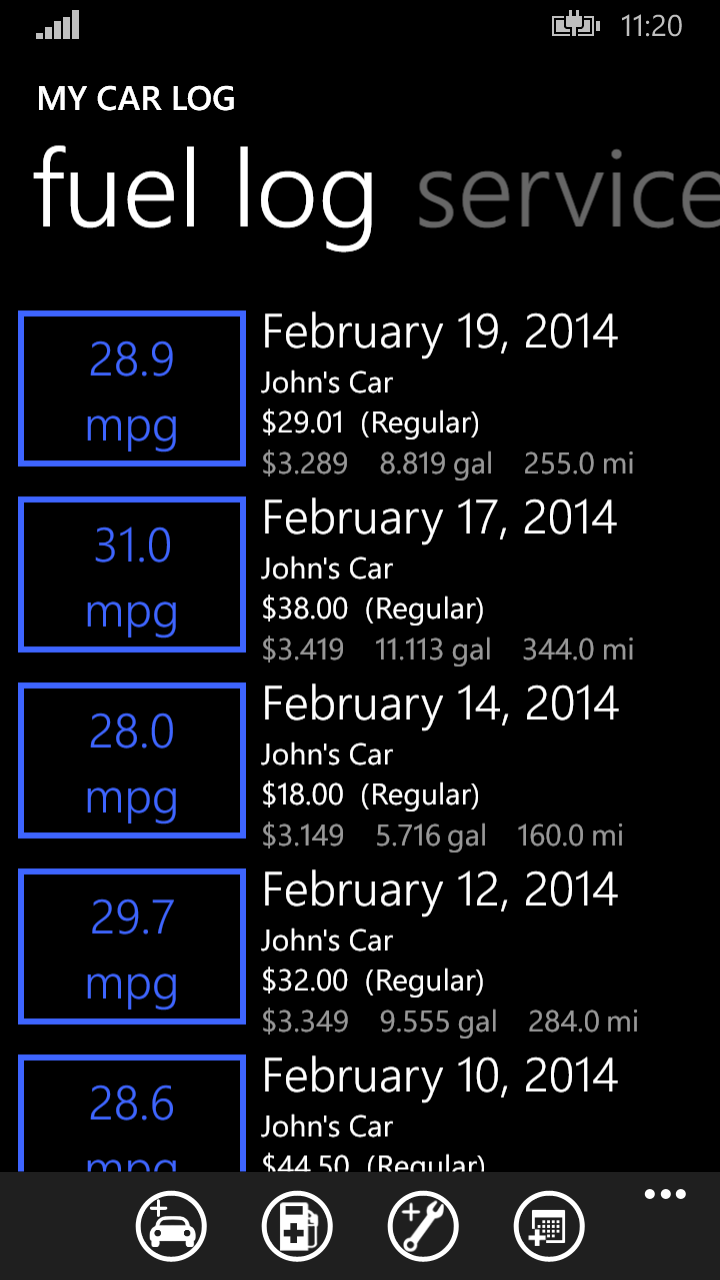 11:20
MY CAR LOG
fuel log service
28.9
mpg
February 19, 2014
John's Car
$29.01 (Regular)
$3.289 8.819 gal 255.0 mi
31.0
mpg
February 17, 2014
John's Car
$38.00 (Regular)
$3.419 11.113 gal 344.0 mi
28.0
mpg
February 14, 2014
John's Car
$18.00 (Regular)
$3.149 5.716 gal 160.0 mi
29.7
mpg
February 12, 2014
John's Car
$32.00 (Regular)
$3.349 9.555 gal 284.0 mi
28.6
mpg
February 10, 2014
John's Car
$44.50 (Regular)